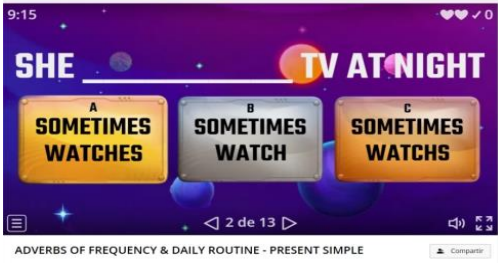 9:15
✓ 0
SHE ____________ TV AT NIGHT
A
SOMETIMES
WATCHES
B
SOMETIMES
WATCH
C
SOMETIMES
WATCHS
2 de 13
ADVERBS OF FREQUENCY & DAILY ROUTINE - PRESENT SIMPLE
Compartir